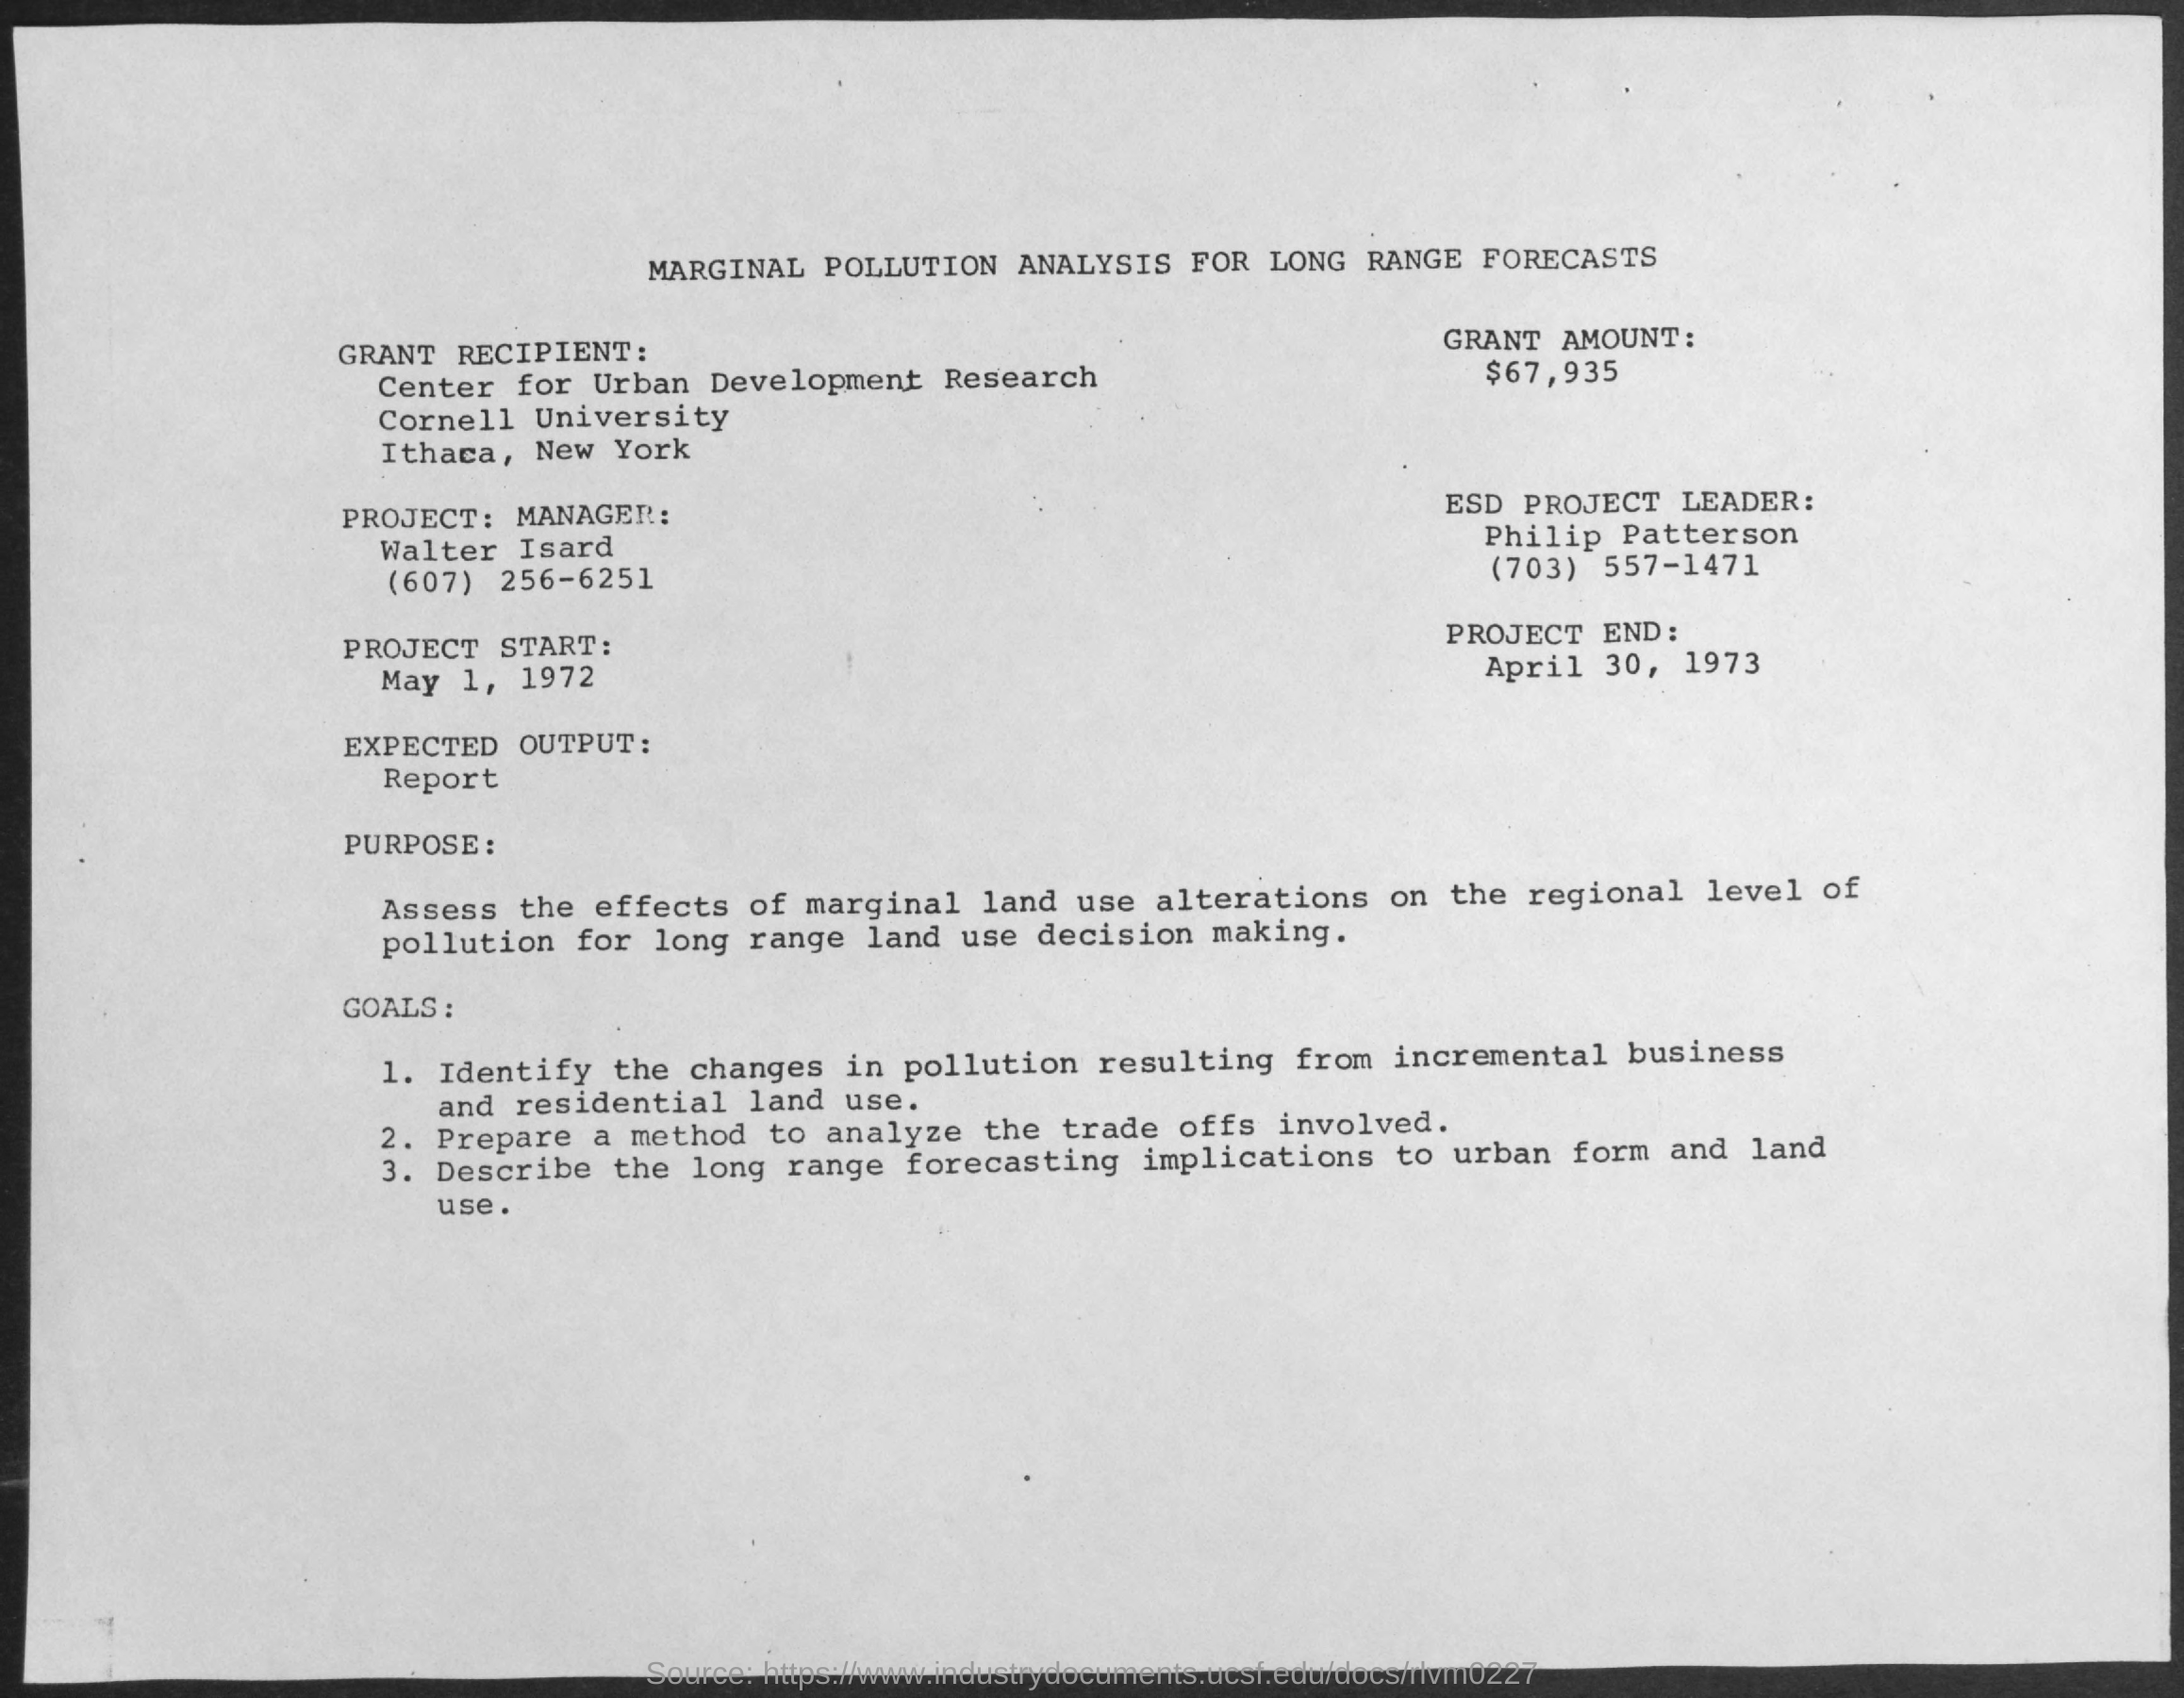 MARGINAL POLLUTION ANALYSIS FOR LONG RANGE FORECASTS
GRANT RECIPIENT:
Center for Urban Development Research
Cornell University
Ithaca, New York
GRANT AMOUNT:
$67,935
PROJECT: MANAGER:
Walter Isard
(607) 256-6251
ESD PROJECT LEADER:
Philip Patterson
(703) 557-1471
PROJECT START:
May 1, 1972
PROJECT END:
April 30, 1973
EXPECTED OUTPUT:
Report
PURPOSE:
Assess the effects of marginal land use alterations on the regional level of
pollution for long range land use decision making.
GOALS:
1. Identify the changes in pollution resulting from incremental business
and residential land use.
2. Prepare a method to analyze the trade offs involved.
3. Describe the long range forecasting implications to urban form and land
use.
Source: https://www.industrydocuments.ucsf.edu/docs/rlvm0227